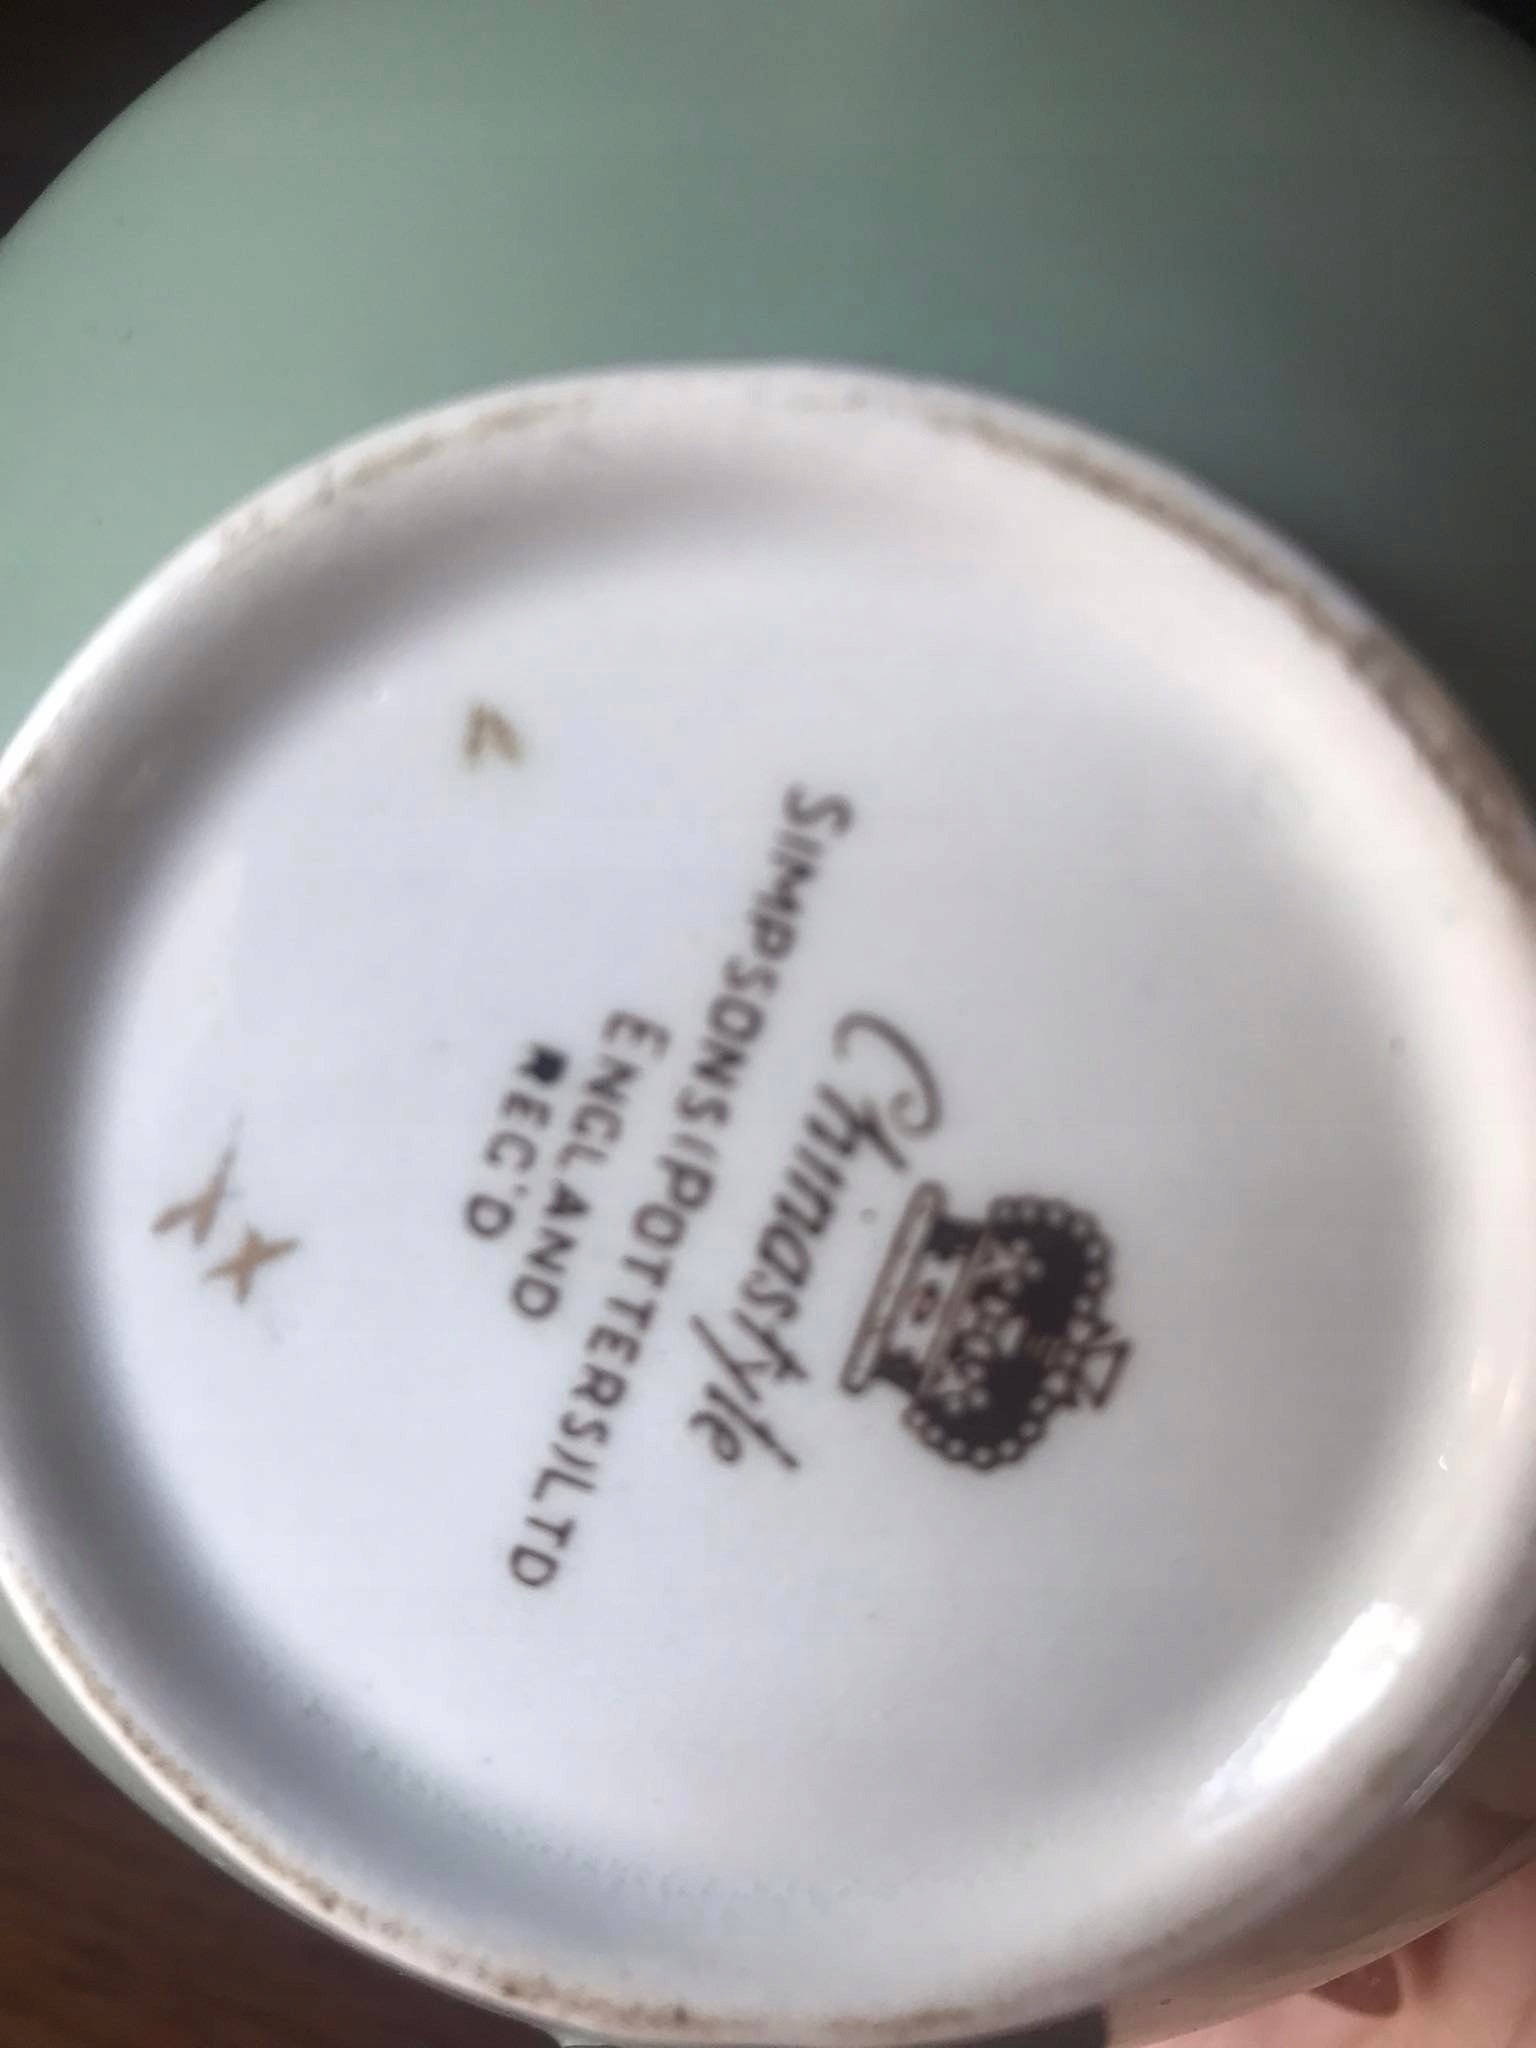 Chinastyle
SIMPSONS(POTTERS)LTD
ENGLAND
REG'D